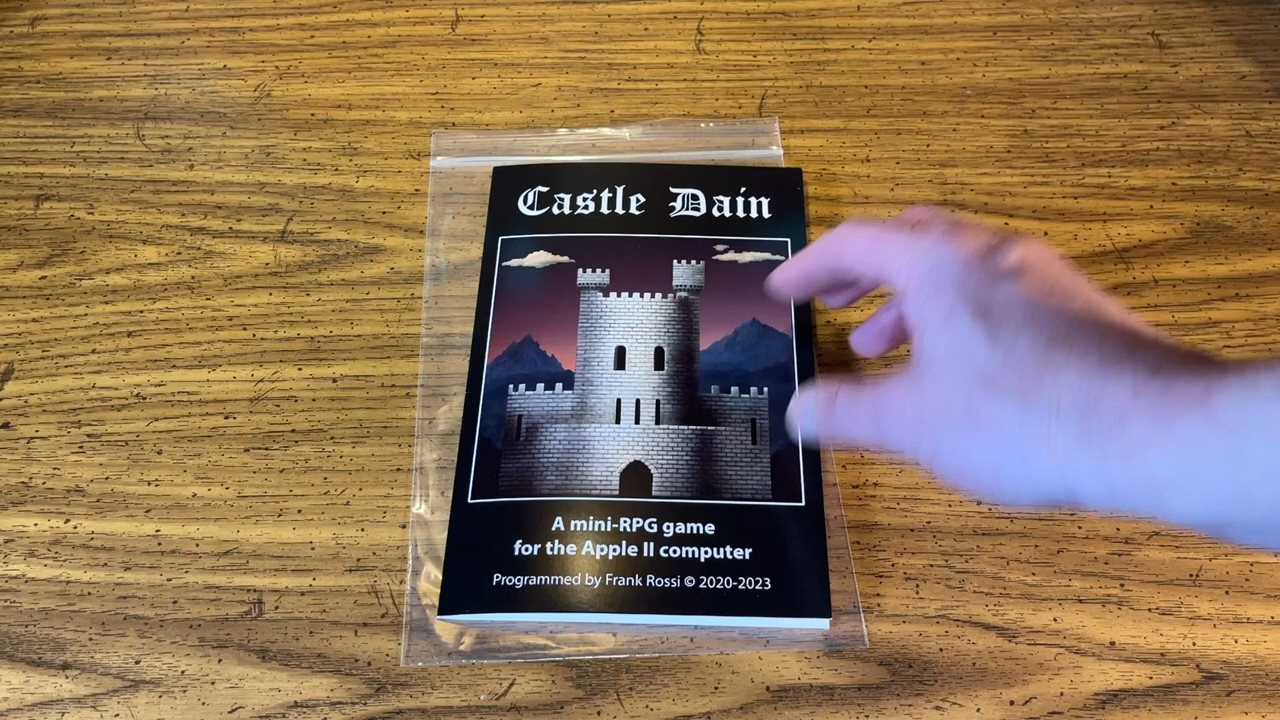 Castle Dain
A mini-RPG game
for the Apple II computer
Programmed by Frank Rossi © 2020-2023